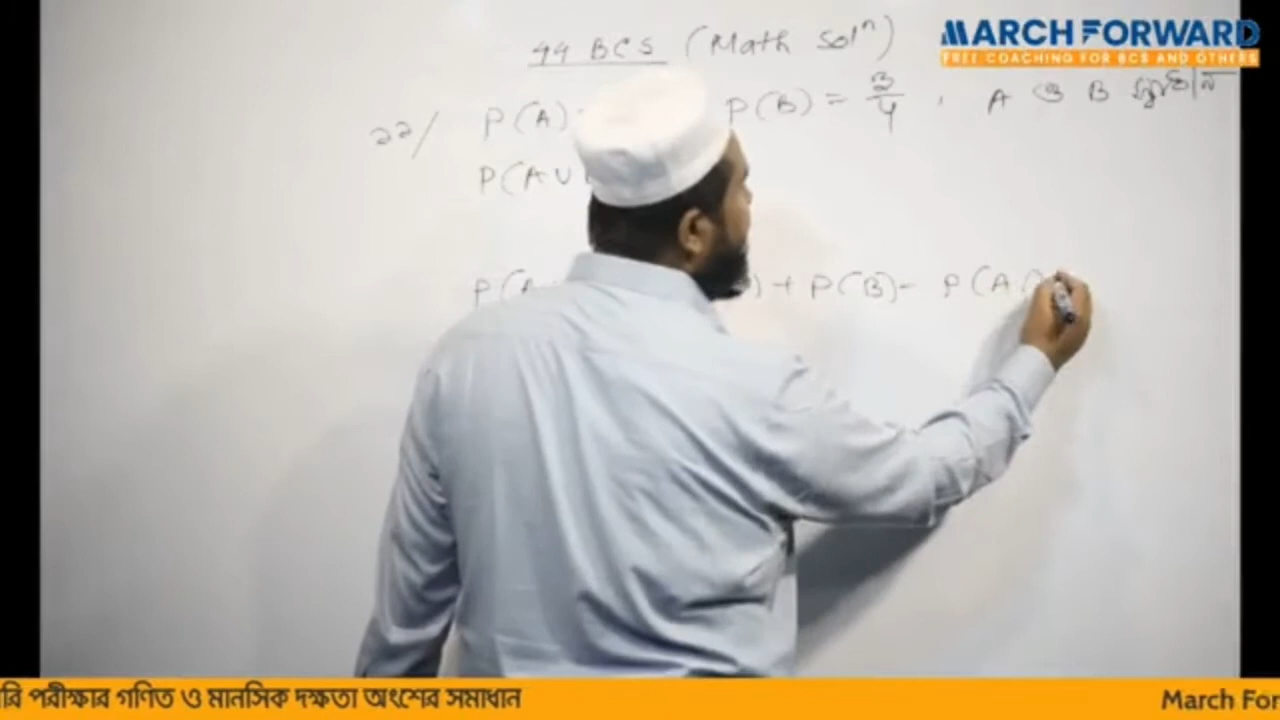 MARCH FORWARD
FREE COACHING FOR BCS AND OTHERS
44 BCS (Math Solⁿ)
১১/ P(A) P(B) = 3/4 , A ও B স্বাধীন
P(A∪
P(A ) + P(B) - P(A ∩
রি পরীক্ষার গণিত ও মানসিক দক্ষতা অংশের সমাধান
March For